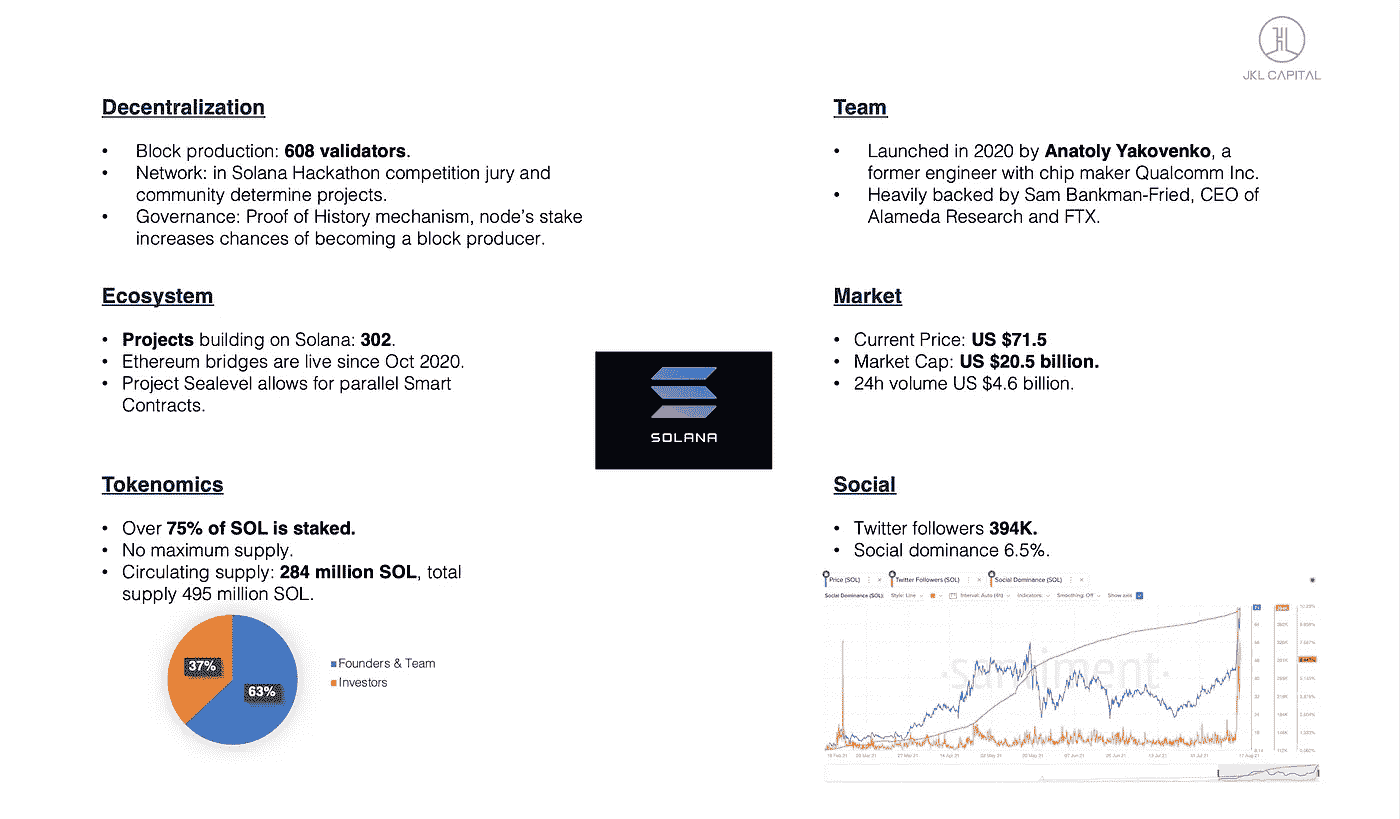 JKL CAPITAL
Decentralization
• Block production: 608 validators.
• Network: in Solana Hackathon competition jury and
community determine projects.
• Governance: Proof of History mechanism, node’s stake
increases chances of becoming a block producer.
Ecosystem
• Projects building on Solana: 302.
• Ethereum bridges are live since Oct 2020.
• Project Sealevel allows for parallel Smart
Contracts.
Tokenomics
• Over 75% of SOL is staked.
• No maximum supply.
• Circulating supply: 284 million SOL, total
supply 495 million SOL.
37%
63%
Founders & Team
Investors
SOLANA
Team
• Launched in 2020 by Anatoly Yakovenko, a
former engineer with chip maker Qualcomm Inc.
• Heavily backed by Sam Bankman-Fried, CEO of
Alameda Research and FTX.
Market
• Current Price: US $71.5
• Market Cap: US $20.5 billion.
• 24h volume US $4.6 billion.
Social
• Twitter followers 394K.
• Social dominance 6.5%.
Price (SOL) Twitter Followers (SOL) Social Dominance (SOL)
Social Dominance (SOL): Style: Line Interval: Auto (4h) Indicators: Smoothing: Off Show axis
·santiment·